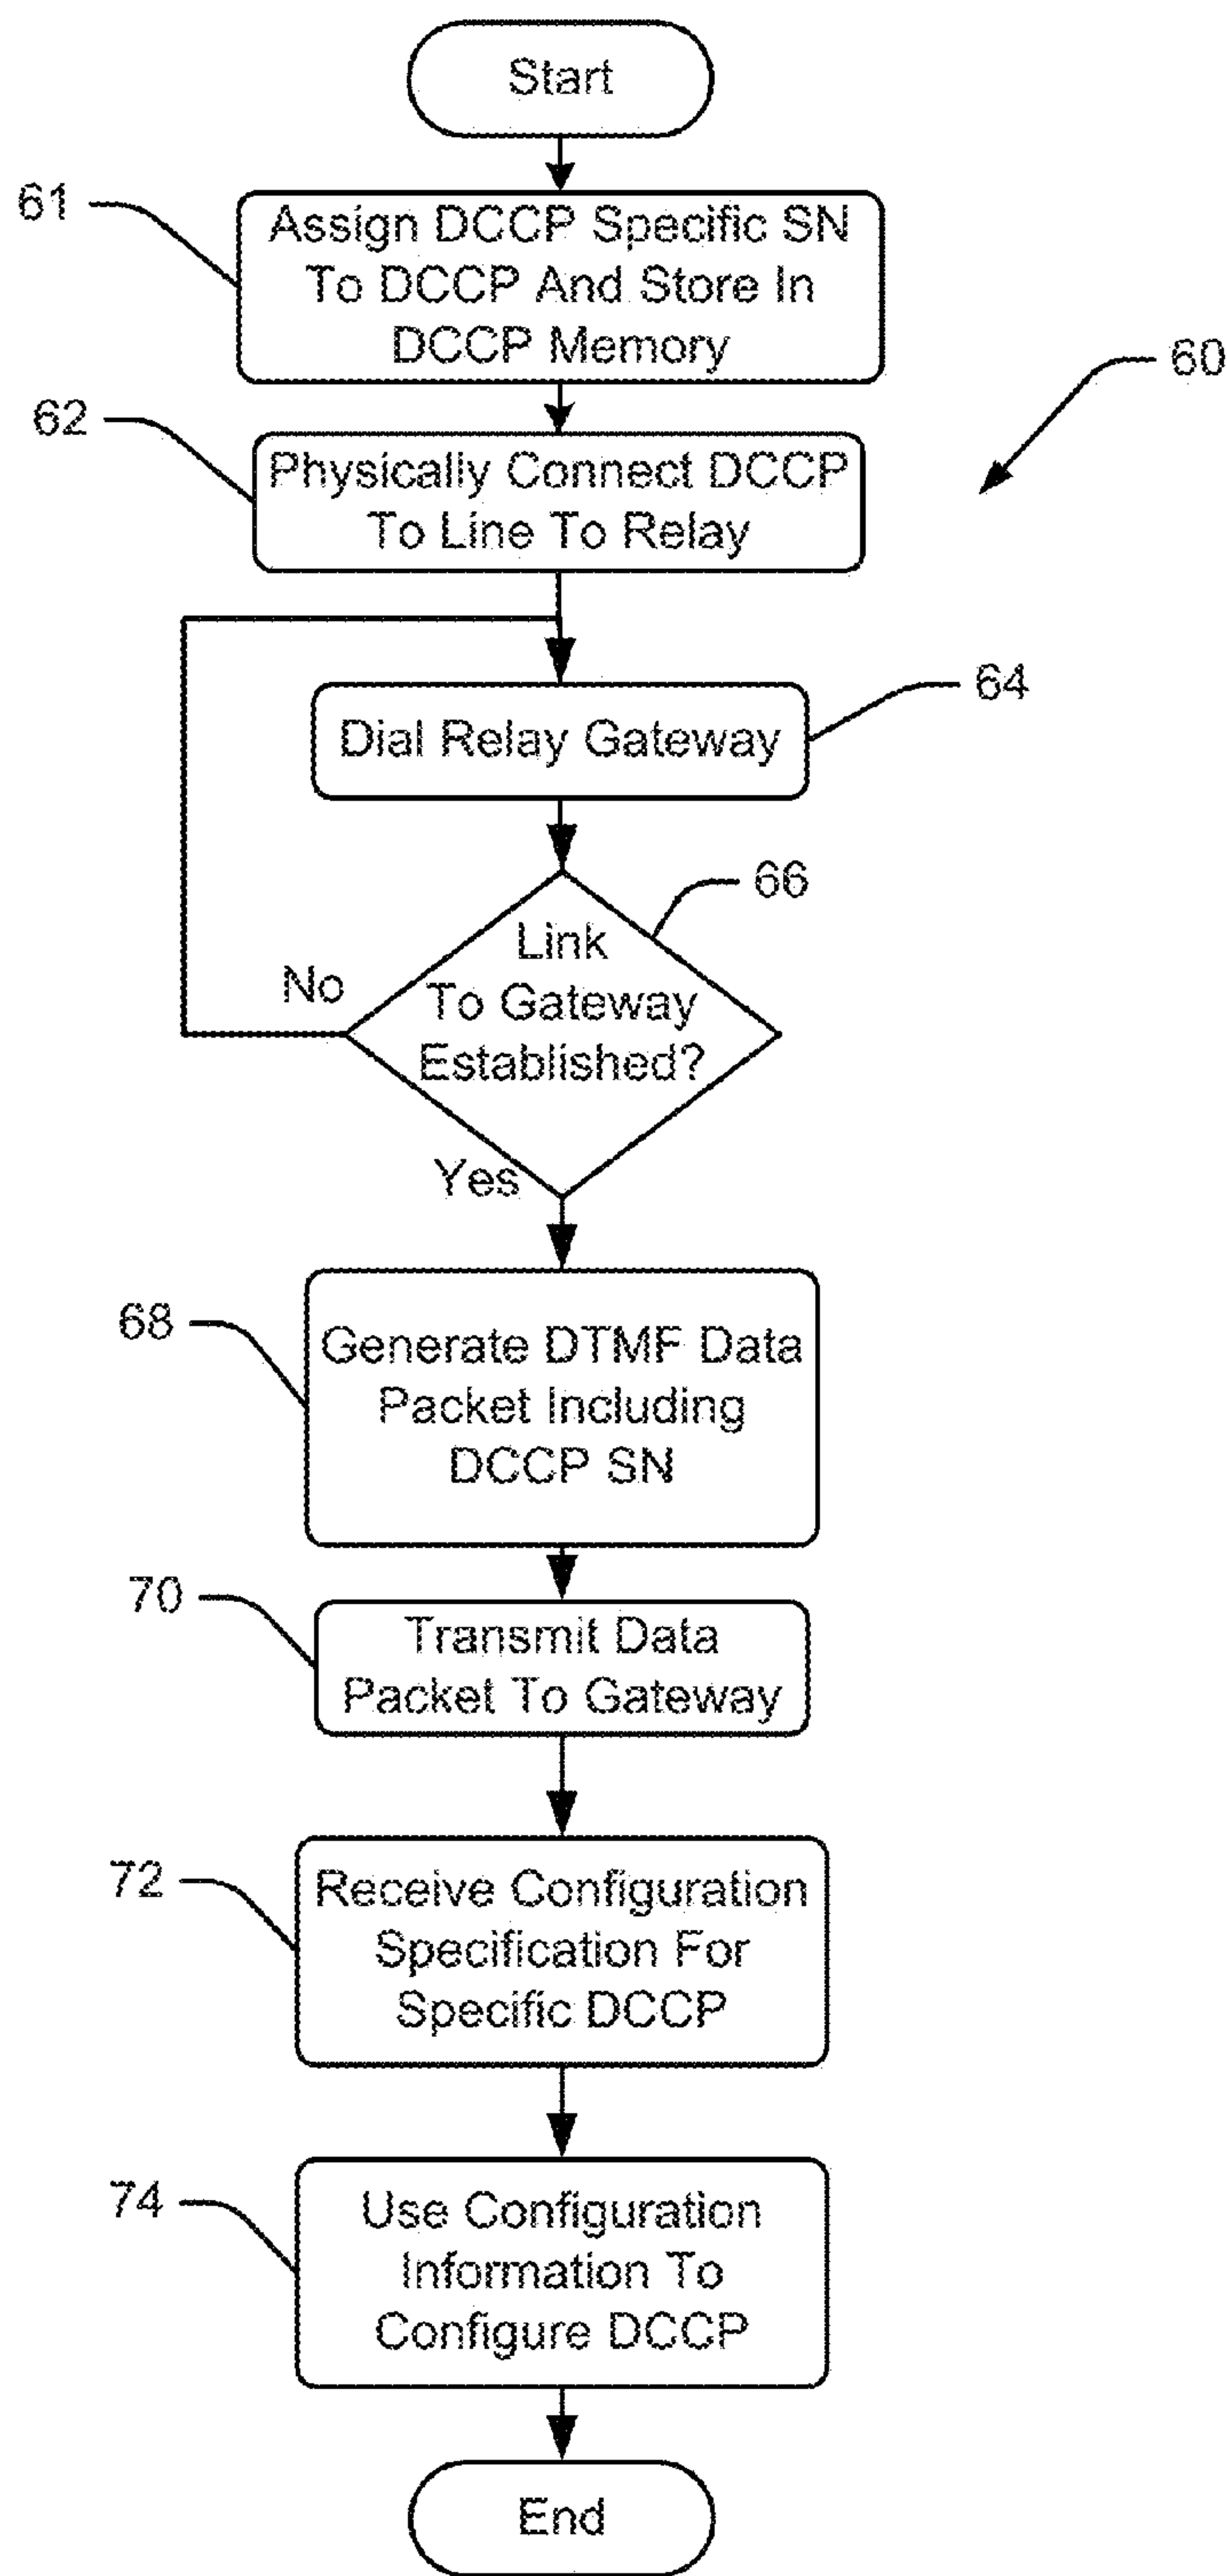 Start
61
Assign DCCP Specific SN
To DCCP And Store In
DCCP Memory
60
62
Physically Connect DCCP
To Line To Relay
64
Dial Relay Gateway
66
Link
To Gateway
Established?
No
Yes
68
Generate DTMF Data
Packet Including
DCCP SN
70
Transmit Data
Packet To Gateway
72
Receive Configuration
Specification For
Specific DCCP
74
Use Configuration
Information To
Configure DCCP
End